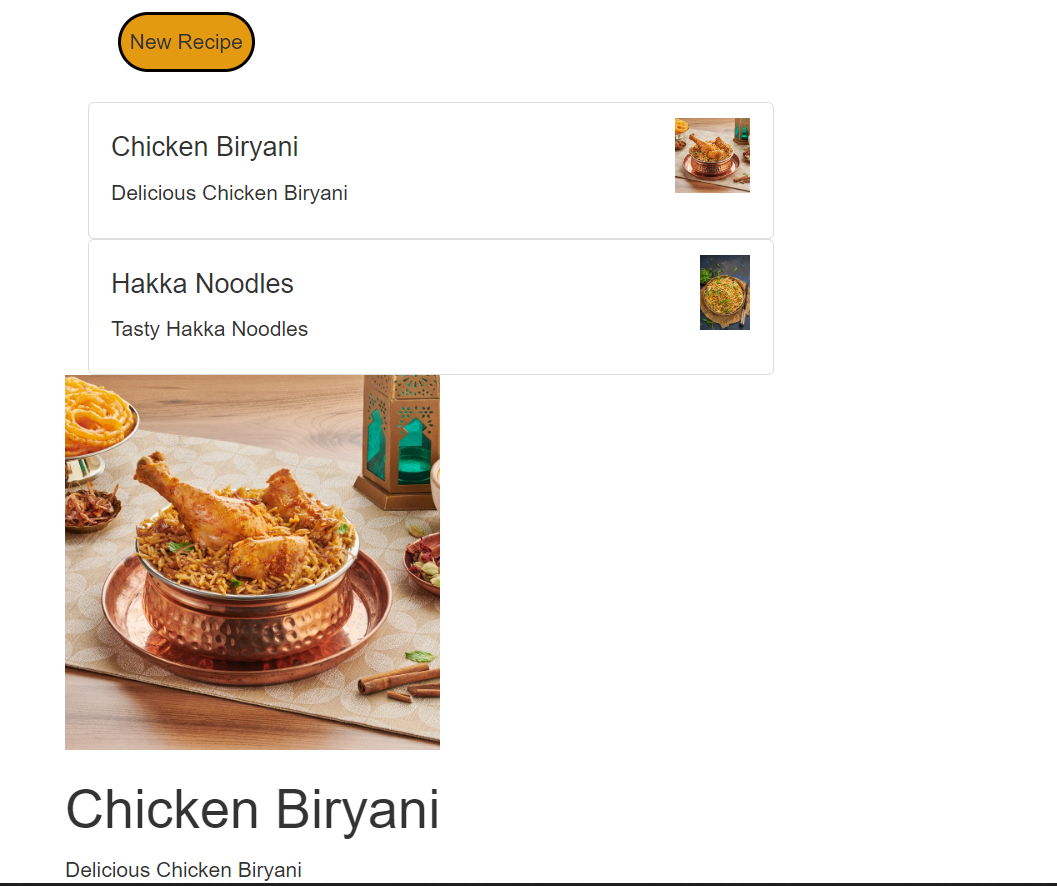 New Recipe
Chicken Biryani
Delicious Chicken Biryani
Hakka Noodles
Tasty Hakka Noodles
Chicken Biryani
Delicious Chicken Biryani